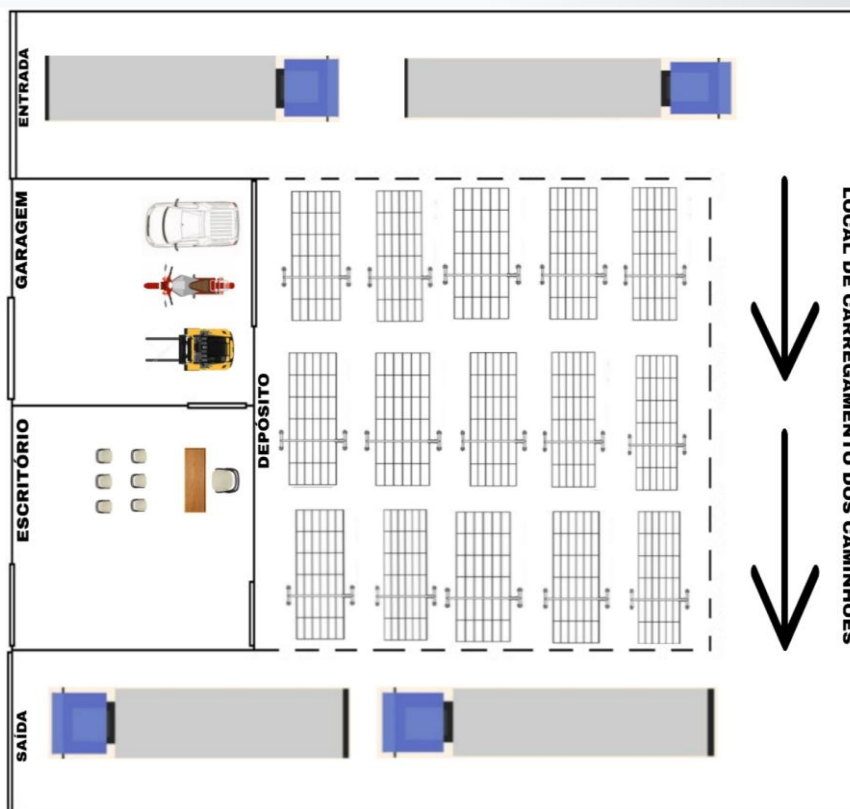 ENTRADA
GARAGEM
ESCRITÓRIO
DEPÓSITO
SAÍDA
LOCAL DE CARREGAMENTO DOS CAMINHÕES